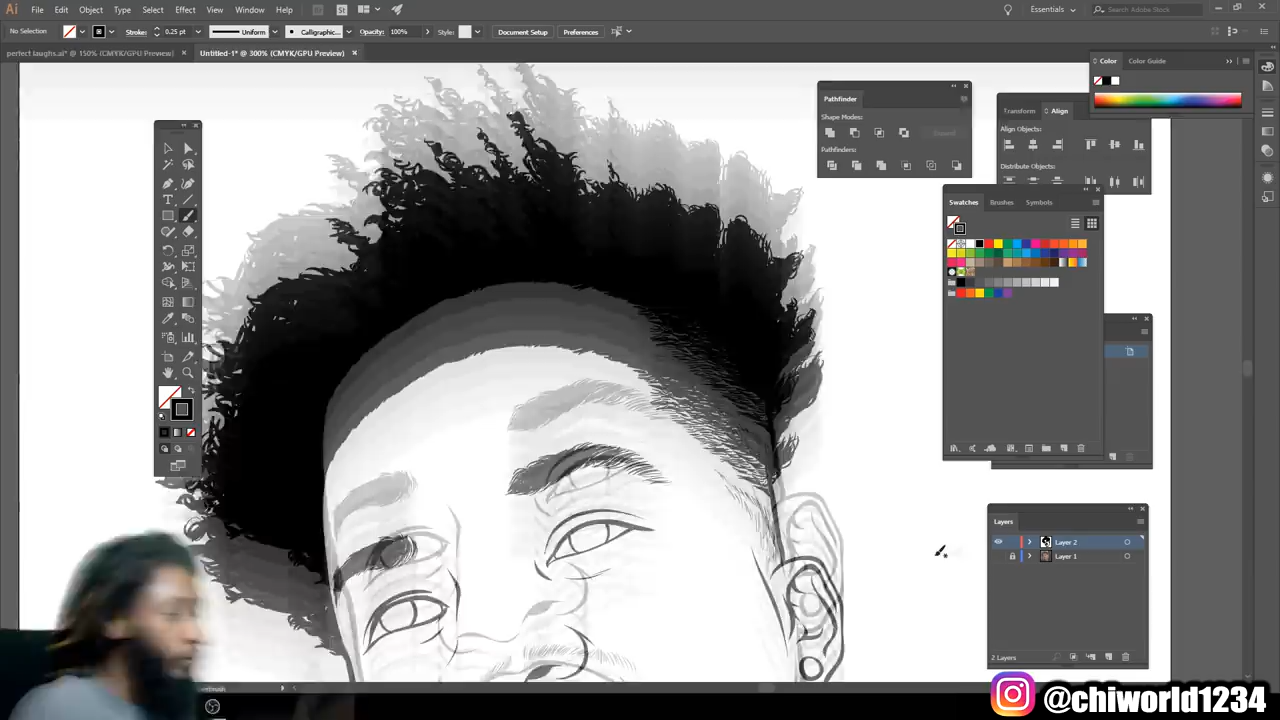 Ai File Edit Object Type Select Effect View Window Help Br St Essentials Search Adobe Stock
No Selection Stroke: 0.25 pt Uniform Calligraphic... Opacity: 100% Style: Document Setup Preferences
perfect laughs.ai* @ 150% (CMYK/GPU Preview) × Untitled-1* @ 300% (CMYK/GPU Preview) ×
Color Color Guide
Pathfinder
Shape Modes:
Expand
Pathfinders:
Transform Align
Align Objects:
Distribute Objects:
Swatches Brushes Symbols
Layers
Layer 2
Layer 1
2 Layers
@chiworld1234